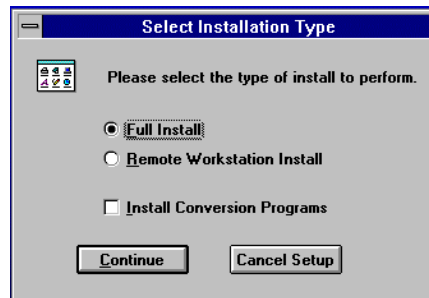 Select Installation Type
Please select the type of install to perform.
Full Install
Remote Workstation Install
Install Conversion Programs
Continue
Cancel Setup